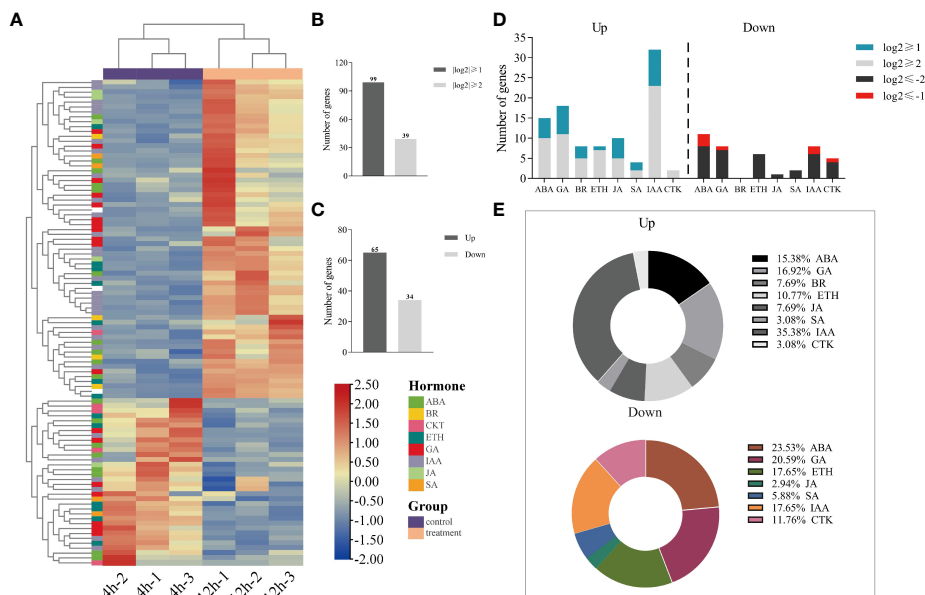 A
4h-2
4h-1
4h-3
12h-1
12h-2
12h-3
B
Number of genes
120
90
60
30
0
99
39
|log2|≥1
|log2|≥2
C
Number of genes
80
60
40
20
0
65
34
Up
Down
2.50
2.00
1.50
1.00
0.50
0.00
-0.50
-1.00
-1.50
-2.00
Hormone
ABA
BR
CKT
ETH
GA
IAA
JA
SA
Group
control
treatment
D
Up
Down
Number of genes
35
30
25
20
15
10
5
0
ABA GA BR ETH JA SA IAA CTK
ABA GA BR ETH JA SA IAA CTK
log2≥1
log2≥2
log2≤-2
log2≤-1
E
Up
15.38% ABA
16.92% GA
7.69% BR
10.77% ETH
7.69% JA
3.08% SA
35.38% IAA
3.08% CTK
Down
23.53% ABA
20.59% GA
17.65% ETH
2.94% JA
5.88% SA
17.65% IAA
11.76% CTK